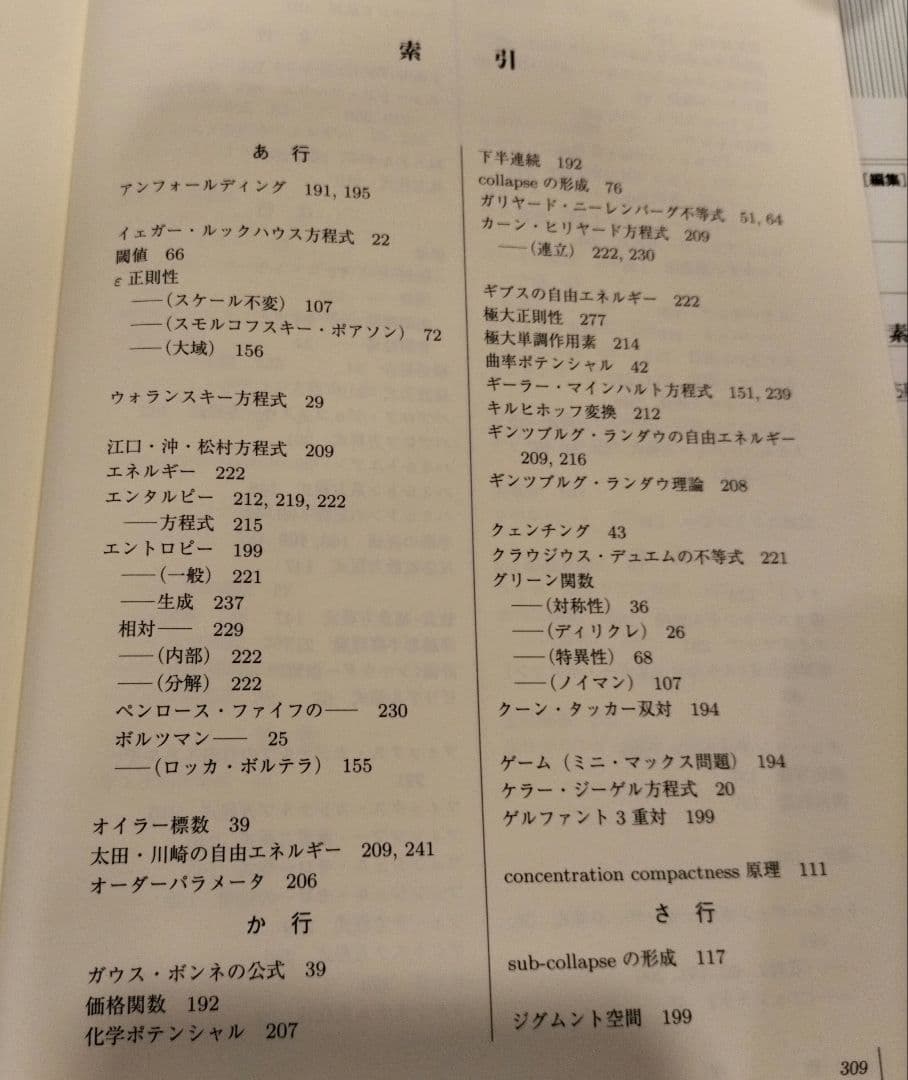 索 引
あ 行
アンフォールディング 191, 195
イェガー・ルックハウス方程式 22
閾値 66
ε 正則性
——(スケール不変) 107
——(スモルコフスキー・ポアソン) 72
——(大域) 156
ウォランスキー方程式 29
江口・沖・松村方程式 209
エネルギー 222
エンタルピー 212, 219, 222
——方程式 215
エントロピー 199
——(一般) 221
——生成 237
相対—— 229
——(内部) 222
——(分解) 222
ペンロース・ファイフの—— 230
ボルツマン—— 25
——(ロッカ・ボルテラ) 155
オイラー標数 39
太田・川崎の自由エネルギー 209, 241
オーダーパラメータ 206
か 行
ガウス・ボンネの公式 39
価格関数 192
化学ポテンシャル 207
下半連続 192
collapse の形成 76
ガリヤード・ニーレンバーグ不等式 51, 64
カーン・ヒリヤード方程式 209
——(連立) 222, 230
ギブスの自由エネルギー 222
極大正則性 277
極大単調作用素 214
曲率ポテンシャル 42
ギーラー・マインハルト方程式 151, 239
キルヒホッフ変換 212
ギンツブルグ・ランダウの自由エネルギー
209, 216
ギンツブルグ・ランダウ理論 208
クェンチング 43
クラウジウス・デュエムの不等式 221
グリーン関数
——(対称性) 36
——(ディリクレ) 26
——(特異性) 68
——(ノイマン) 107
クーン・タッカー双対 194
ゲーム（ミニ・マックス問題） 194
ケラー・ジーゲル方程式 20
ゲルファント 3 重対 199
concentration compactness 原理 111
さ 行
sub-collapse の形成 117
ジグムント空間 199
309
[編集]
素